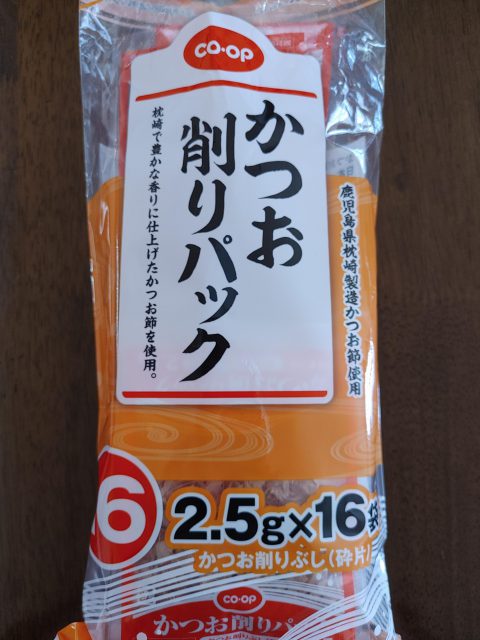 CO·OP
かつお
削りパック
枕崎で豊かな香りに仕上げたかつお節を使用。
鹿児島県枕崎製造かつお節使用
16
2.5g×16袋
かつお削りぶし(砕片)
CO·OP
かつお削りパ